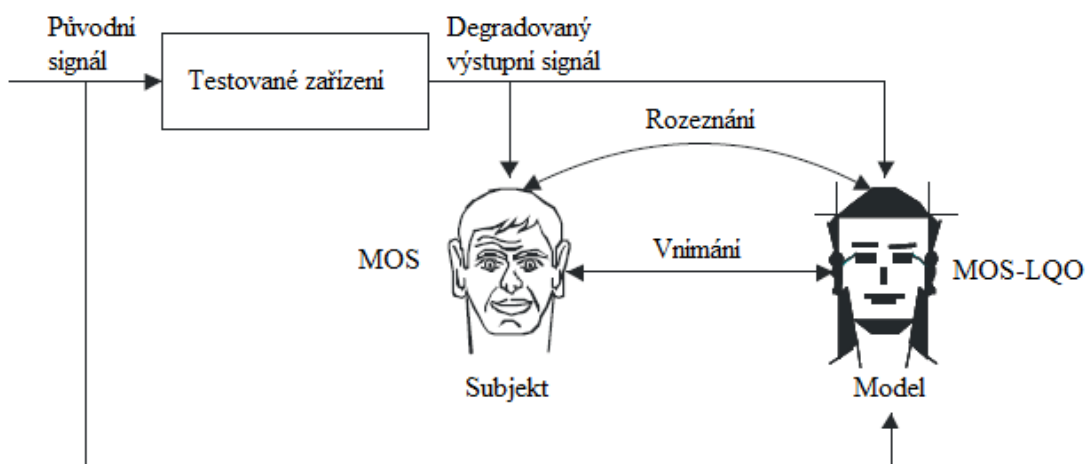 Původní
signál
Testované zařízení
Degradovaný
výstupní signál
Rozeznání
MOS
Vnímání
MOS-LQO
Subjekt
Model